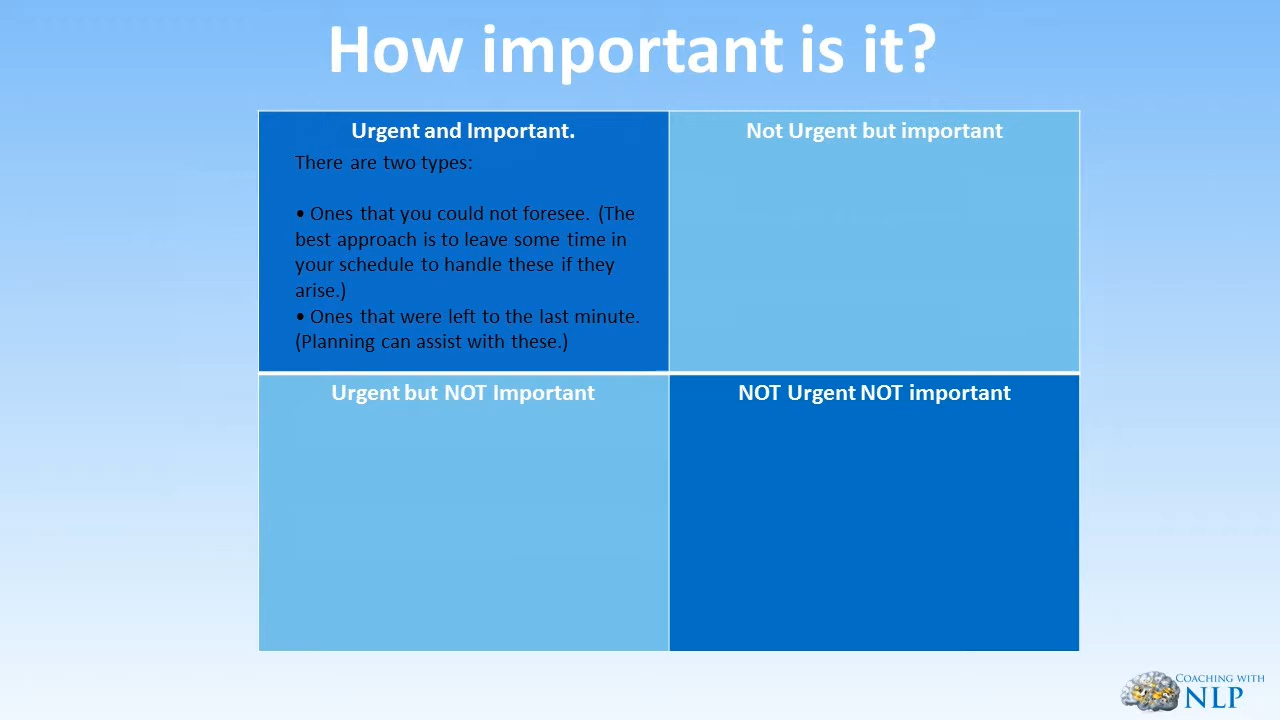 How important is it?
Urgent and Important.
There are two types:
• Ones that you could not foresee. (The
best approach is to leave some time in
your schedule to handle these if they
arise.)
• Ones that were left to the last minute.
(Planning can assist with these.)
Not Urgent but important
Urgent but NOT Important
NOT Urgent NOT important
COACHING WITH
NLP